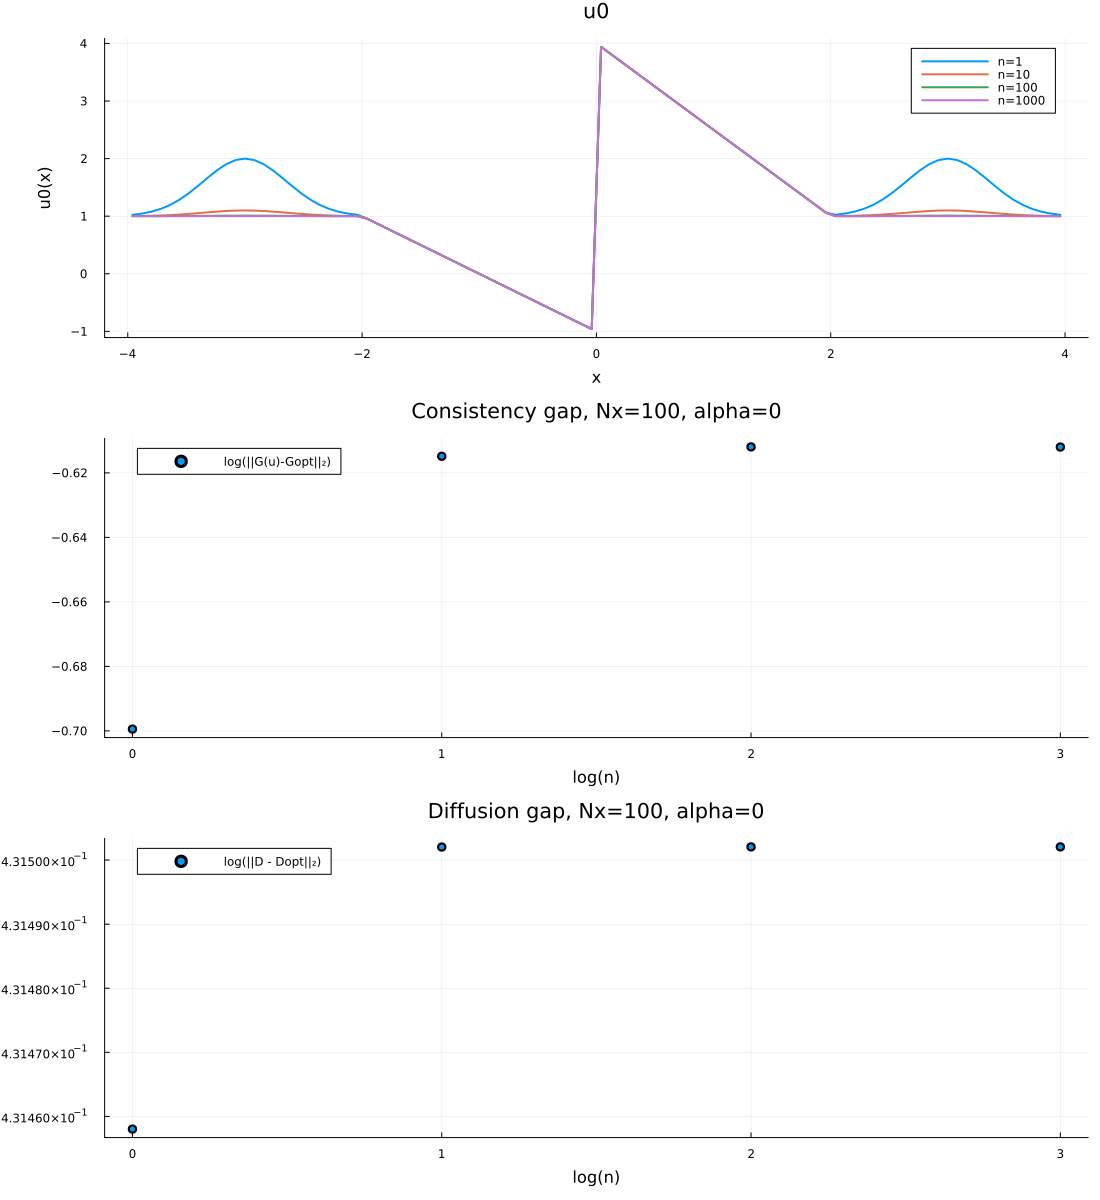 u0
4
3
2
1
0
−1
u0(x)
n=1
n=10
n=100
n=1000
−4
−2
0
2
4
x
Consistency gap, Nx=100, alpha=0
log(||G(u)-Gopt||₂)
−0.62
−0.64
−0.66
−0.68
−0.70
0
1
2
3
log(n)
Diffusion gap, Nx=100, alpha=0
log(||D - Dopt||₂)
4.31500×10⁻¹
4.31490×10⁻¹
4.31480×10⁻¹
4.31470×10⁻¹
4.31460×10⁻¹
0
1
2
3
log(n)